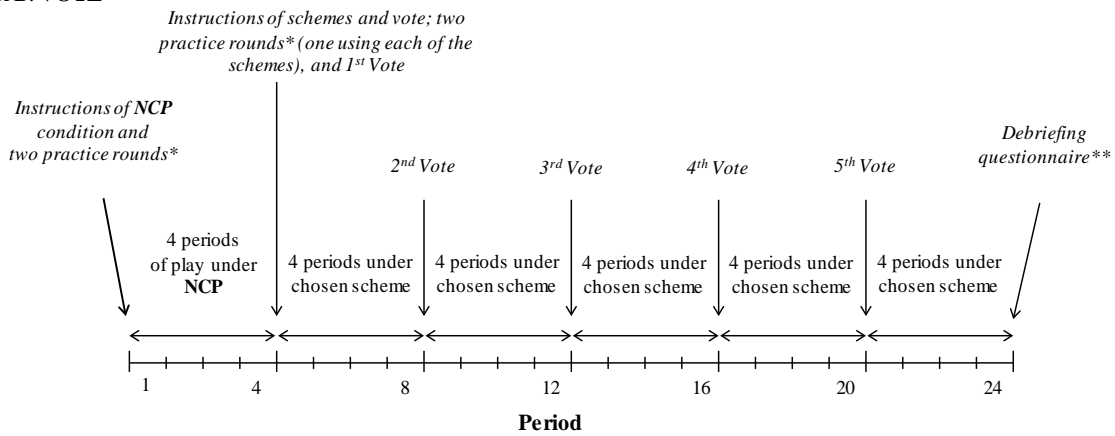 Instructions of schemes and vote; two
practice rounds* (one using each of the
schemes), and 1st Vote
Instructions of NCP
condition and
two practice rounds*
Debriefing
questionnaire**
2nd Vote
3rd Vote
4th Vote
5th Vote
4 periods
of play under
NCP
4 periods under
chosen scheme
4 periods under
chosen scheme
4 periods under
chosen scheme
4 periods under
chosen scheme
4 periods under
chosen scheme
1 4 8 12 16 20 24
Period